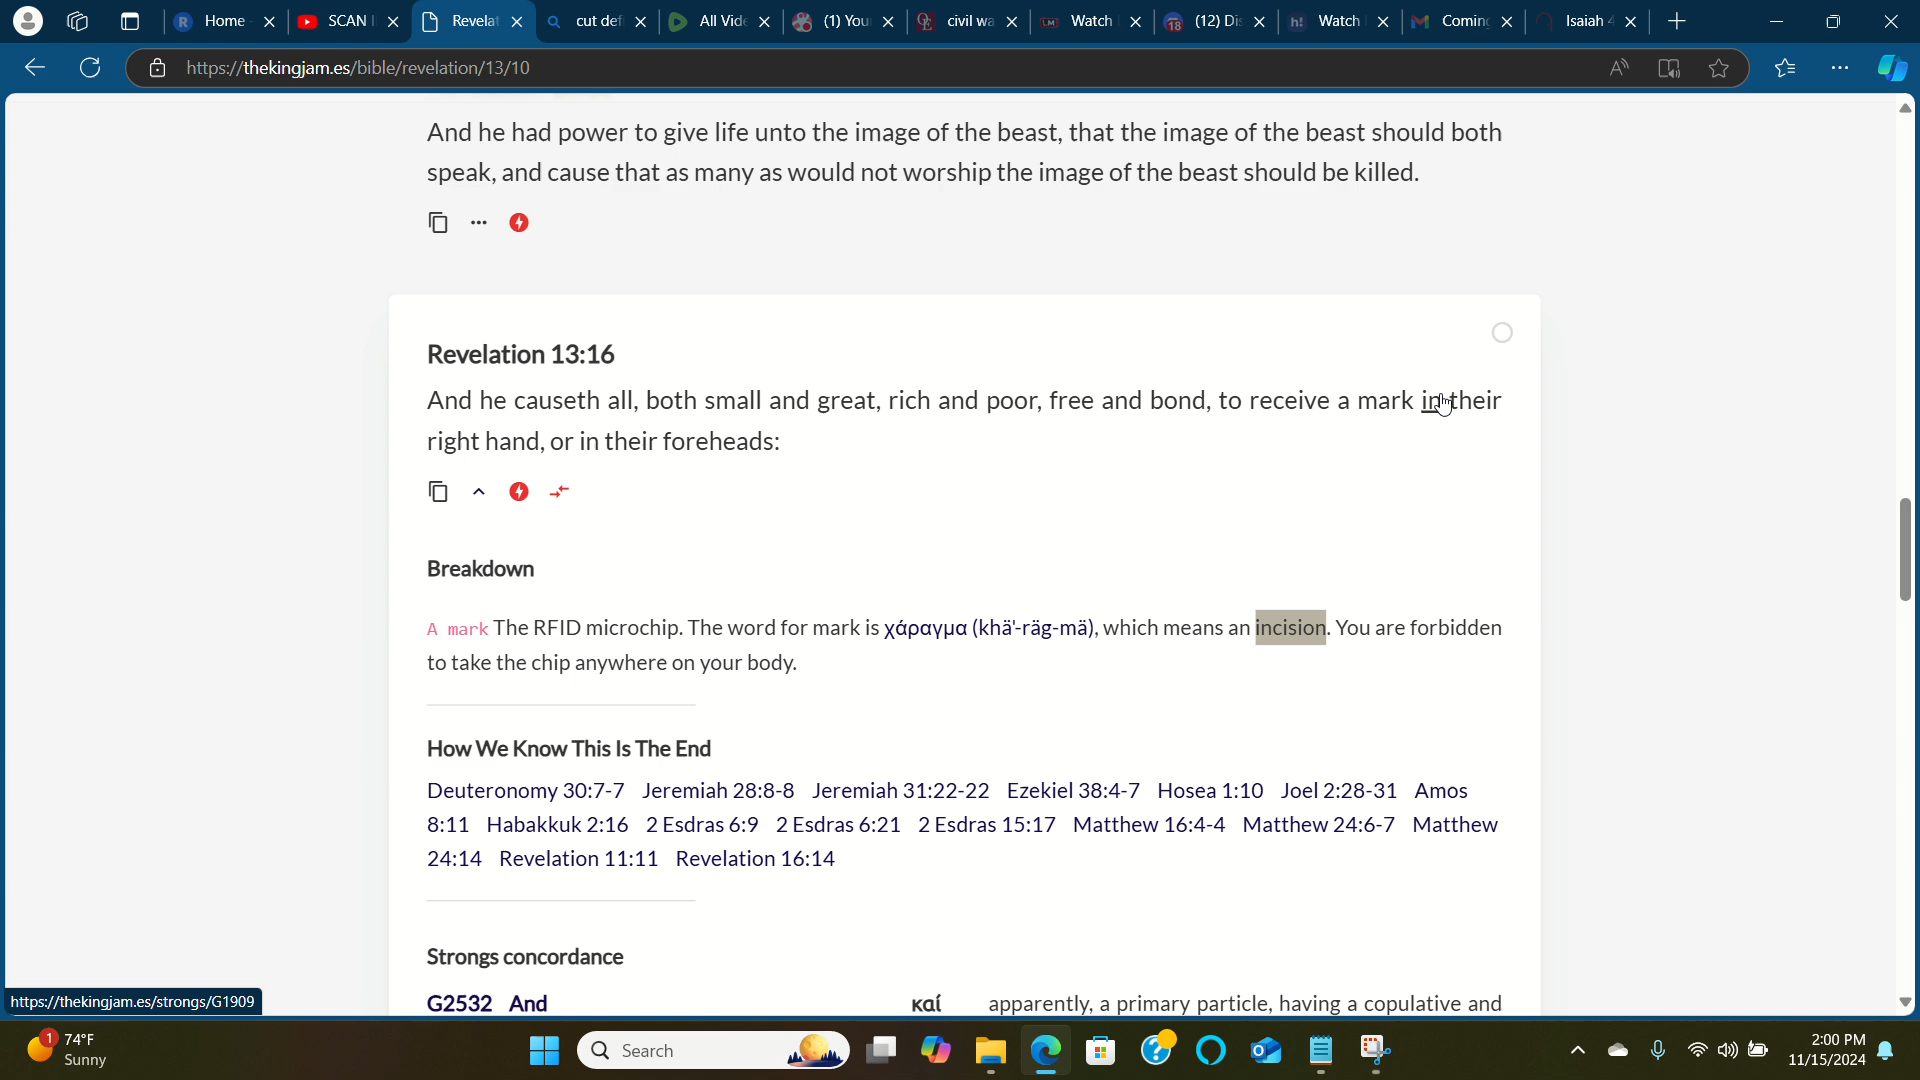 Home
SCAN
Revelat
cut def
All Vide
(1) You
civil wa
Watch
(12) Dis
Watch
Coming
Isaiah 4
https://thekingjam.es/bible/revelation/13/10
And he had power to give life unto the image of the beast, that the image of the beast should both
speak, and cause that as many as would not worship the image of the beast should be killed.
Revelation 13:16
And he causeth all, both small and great, rich and poor, free and bond, to receive a mark in their
right hand, or in their foreheads:
Breakdown
A mark The RFID microchip. The word for mark is χάραγμα (khä'-räg-mä), which means an incision. You are forbidden
to take the chip anywhere on your body.
How We Know This Is The End
Deuteronomy 30:7-7 Jeremiah 28:8-8 Jeremiah 31:22-22 Ezekiel 38:4-7 Hosea 1:10 Joel 2:28-31 Amos
8:11 Habakkuk 2:16 2 Esdras 6:9 2 Esdras 6:21 2 Esdras 15:17 Matthew 16:4-4 Matthew 24:6-7 Matthew
24:14 Revelation 11:11 Revelation 16:14
Strongs concordance
G2532 And καί apparently, a primary particle, having a copulative and
https://thekingjam.es/strongs/G1909
1 74°F
Sunny
Search
2:00 PM
11/15/2024